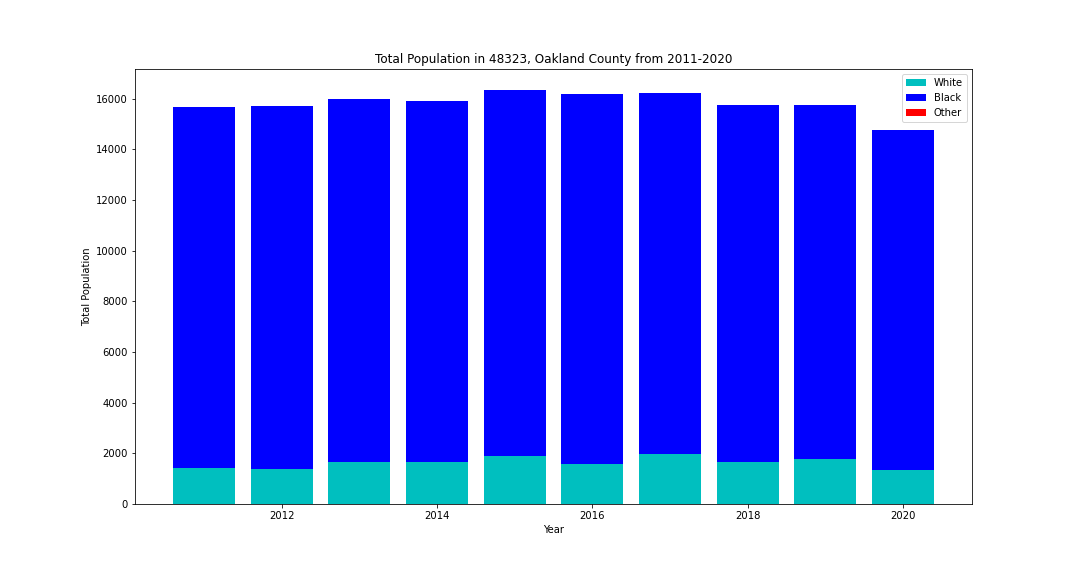 Total Population in 48323, Oakland County from 2011-2020
White
Black
Other
16000
14000
12000
10000
8000
6000
4000
2000
0
Total Population
2012
2014
2016
2018
2020
Year